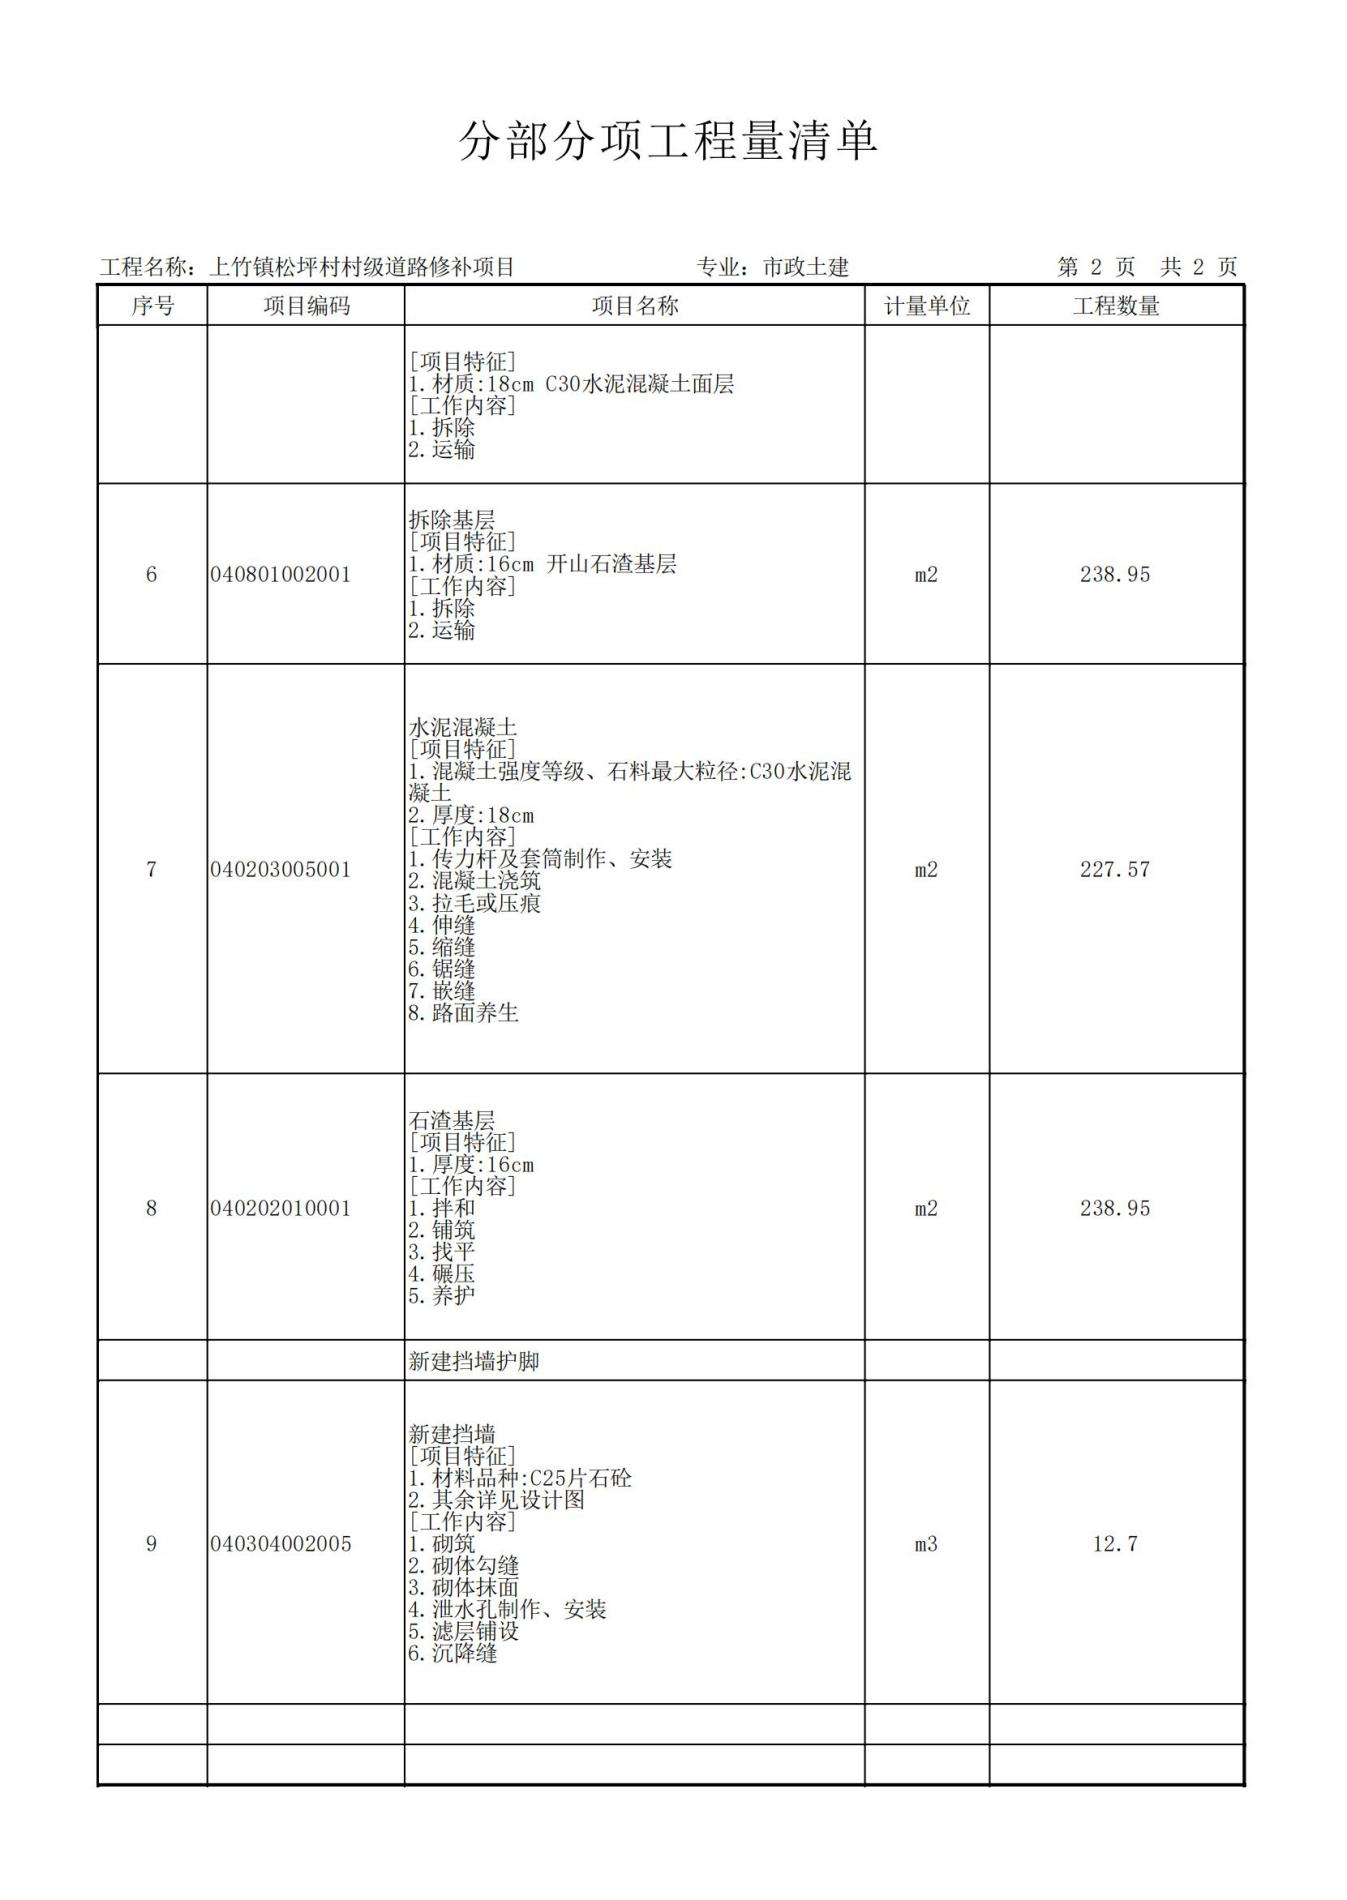 分部分项工程量清单
工程名称：上竹镇松坪村村级道路修补项目 专业：市政土建 第 2 页 共 2 页
序号 项目编码 项目名称 计量单位 工程数量
[项目特征]
1.材质:18cm C30水泥混凝土面层
[工作内容]
1.拆除
2.运输
拆除基层
[项目特征]
1.材质:16cm 开山石渣基层
6 040801002001 m2 238.95
[工作内容]
1.拆除
2.运输
水泥混凝土
[项目特征]
1.混凝土强度等级、石料最大粒径:C30水泥混
凝土
2.厚度:18cm
[工作内容]
1.传力杆及套筒制作、安装
7 040203005001 m2 227.57
2.混凝土浇筑
3.拉毛或压痕
4.伸缝
5.缩缝
6.锯缝
7.嵌缝
8.路面养生
石渣基层
[项目特征]
1.厚度:16cm
[工作内容]
8 040202010001 1.拌和 m2 238.95
2.铺筑
3.找平
4.碾压
5.养护
新建挡墙护脚
新建挡墙
[项目特征]
1.材料品种:C25片石砼
2.其余详见设计图
[工作内容]
9 040304002005 1.砌筑 m3 12.7
2.砌体勾缝
3.砌体抹面
4.泄水孔制作、安装
5.滤层铺设
6.沉降缝